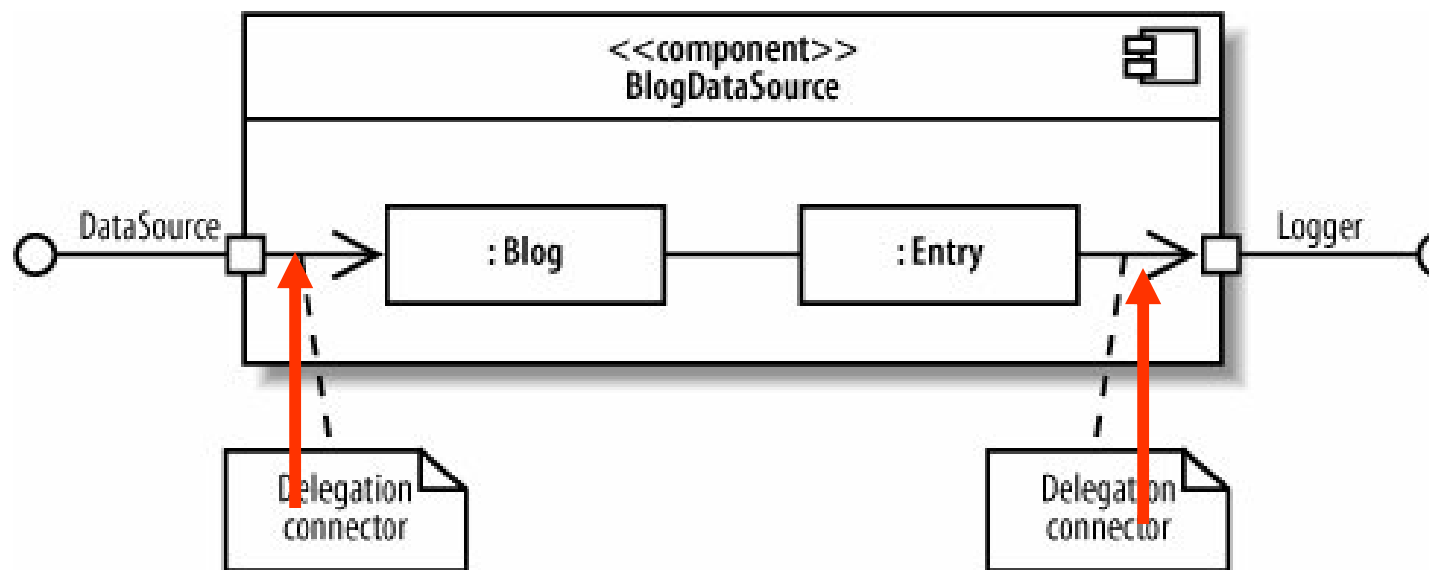 <<component>>
BlogDataSource
DataSource
: Blog
: Entry
Logger
Delegation
connector
Delegation
connector